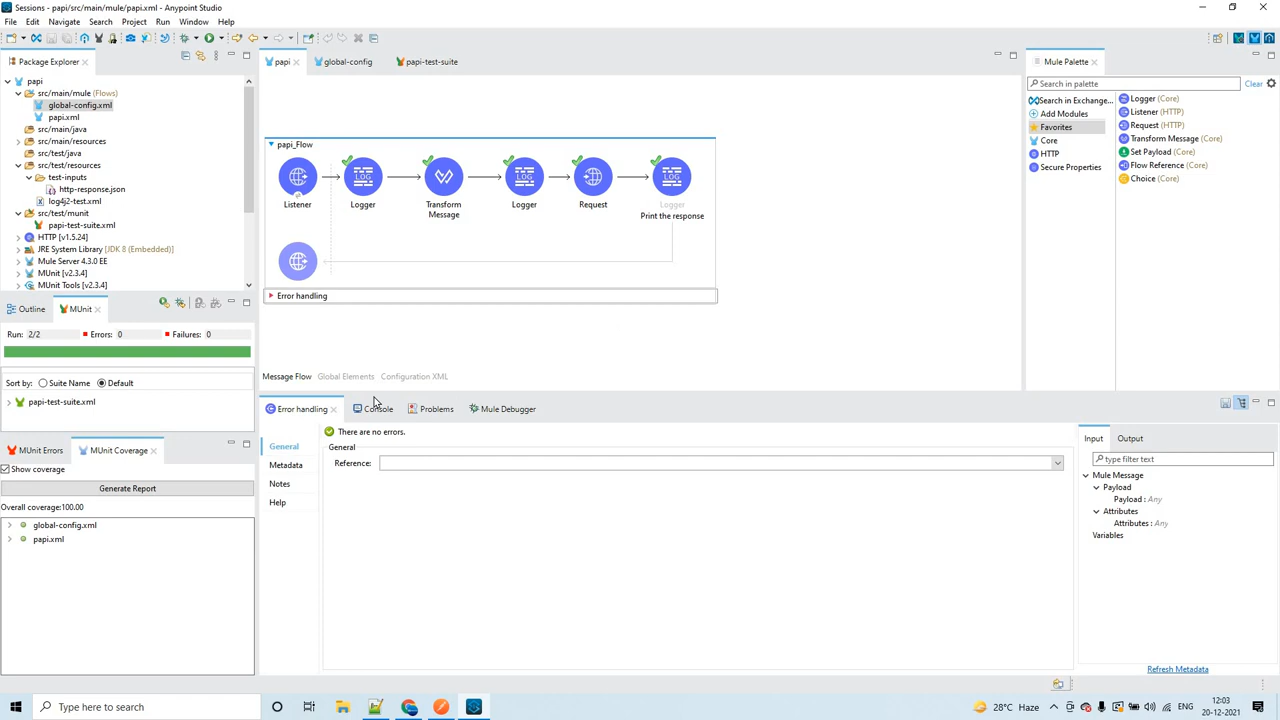 Sessions - papi/src/main/mule/papi.xml - Anypoint Studio
File Edit Navigate Search Project Run Window Help
Package Explorer
papi
src/main/mule (Flows)
global-config.xml
papi.xml
src/main/java
src/main/resources
src/test/java
src/test/resources
test-inputs
http-response.json
log4j2-test.xml
src/test/munit
papi-test-suite.xml
HTTP [v1.5.24]
JRE System Library [JDK 8 (Embedded)]
Mule Server 4.3.0 EE
MUnit [v2.3.4]
MUnit Tools [v2.3.4]
Outline MUnit
Run: 2/2 Errors: 0 Failures: 0
Sort by: Suite Name Default
papi-test-suite.xml
MUnit Errors MUnit Coverage
Show coverage
Generate Report
Overall coverage:100.00
global-config.xml
papi.xml
papi global-config papi-test-suite
papi_Flow
LOG LOG LOG
Listener Logger Transform Message Logger Request Logger
Print the response
Error handling
Message Flow Global Elements Configuration XML
Error handling Console Problems Mule Debugger
There are no errors.
General
Metadata
Notes
Help
General
Reference:
Mule Palette
Search in palette Clear
Search in Exchange...
Add Modules
Favorites
Core
HTTP
Secure Properties
Logger (Core)
Listener (HTTP)
Request (HTTP)
Transform Message (Core)
Set Payload (Core)
Flow Reference (Core)
Choice (Core)
Input Output
type filter text
Mule Message
Payload
Payload : Any
Attributes
Attributes : Any
Variables
Refresh Metadata
Type here to search
28°C Haze
ENG
12:03
20-12-2021